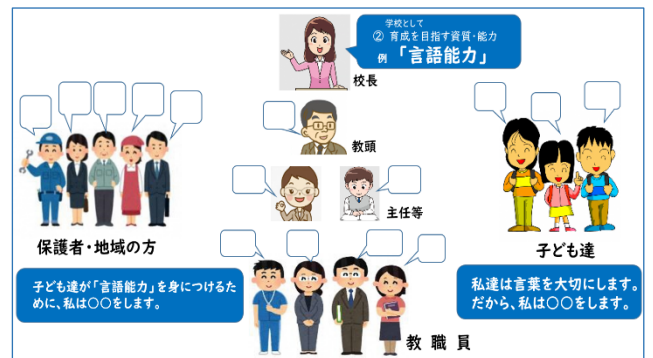 学校として
② 育成を目指す資質・能力
例 「言語能力」
校長
教頭
主任等
保護者・地域の方
子ども達
子ども達が「言語能力」を身につけるた
めに、私は○○をします。
私達は言葉を大切にします。
だから、私は○○をします。
教職員